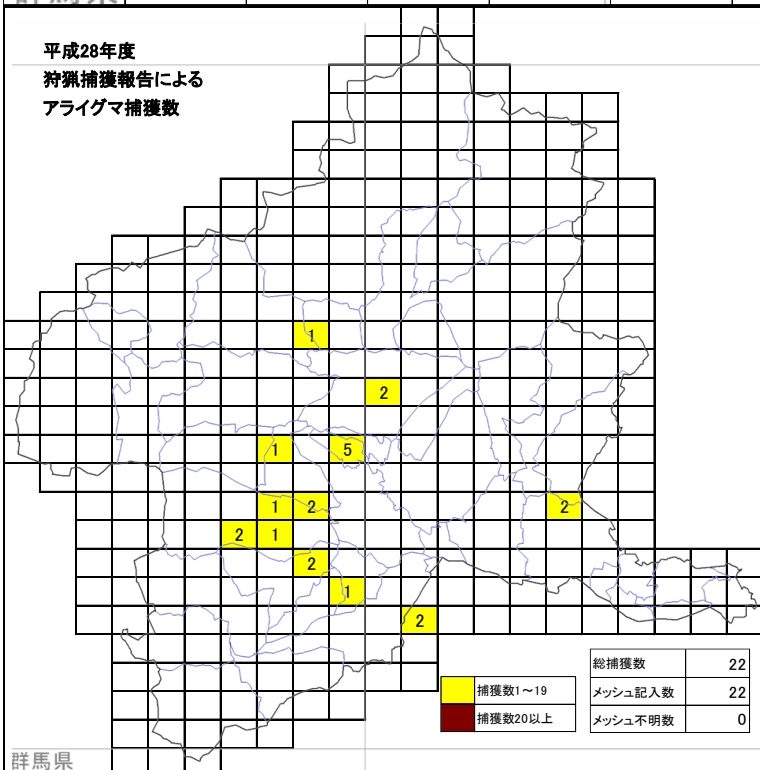 平成28年度
狩猟捕獲報告による
アライグマ捕獲数
1
2
1 5
1 2 2
2 1
2
1
2
捕獲数1～19
捕獲数20以上
総捕獲数 22
メッシュ記入数 22
メッシュ不明数 0
群馬県